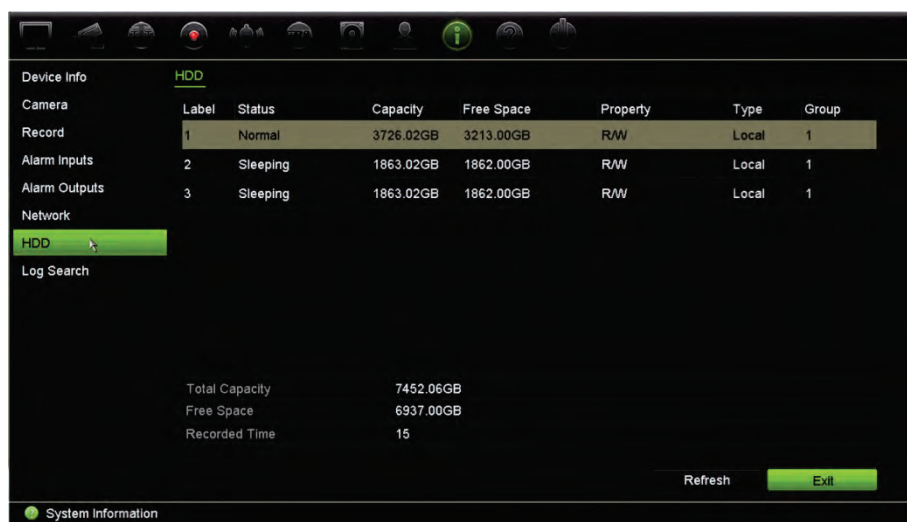 Device Info
HDD
Camera
Label Status Capacity Free Space Property Type Group
Record
1 Normal 3726.02GB 3213.00GB R/W Local 1
Alarm Inputs
2 Sleeping 1863.02GB 1862.00GB R/W Local 1
Alarm Outputs
3 Sleeping 1863.02GB 1862.00GB R/W Local 1
Network
HDD
Log Search
Total Capacity 7452.06GB
Free Space 6937.00GB
Recorded Time 15
Refresh Exit
System Information